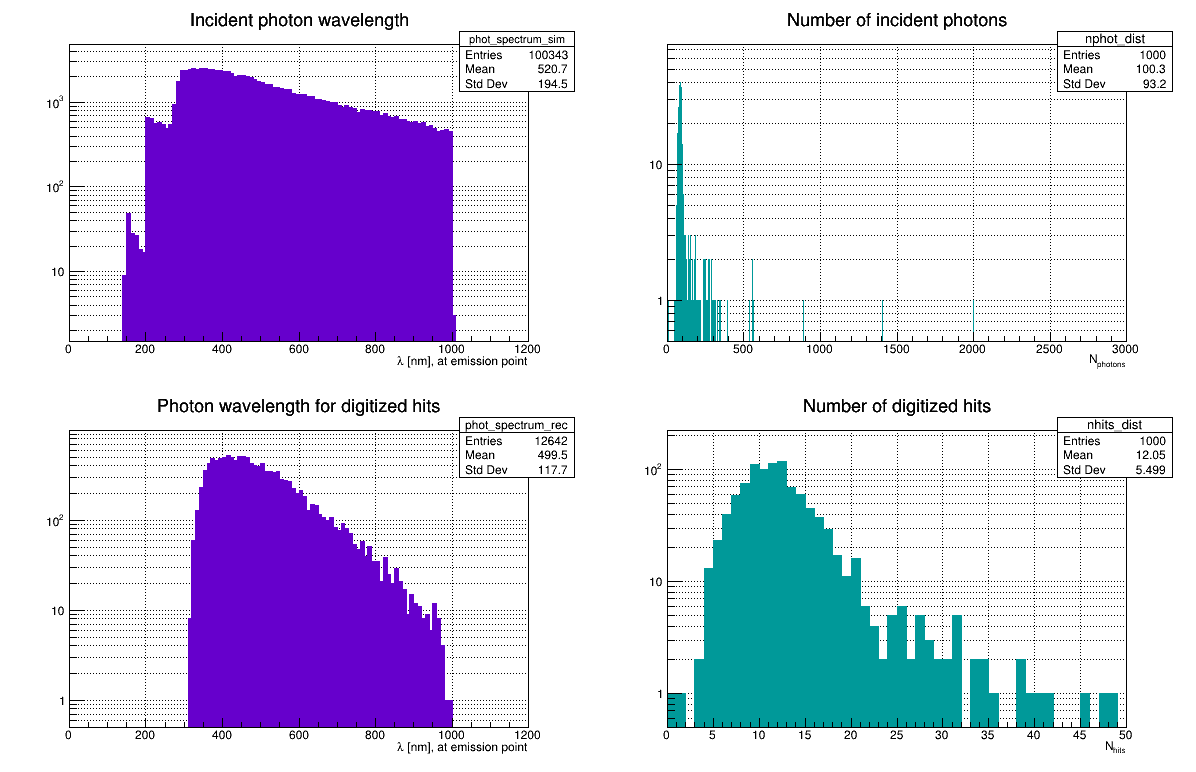 Incident photon wavelength
phot_spectrum_sim
Entries 100343
Mean 520.7
Std Dev 194.5
10³
10²
10
0 200 400 600 800 1000 1200
λ [nm], at emission point
Number of incident photons
nphot_dist
Entries 1000
Mean 100.3
Std Dev 93.2
10
1
0 500 1000 1500 2000 2500 3000
Nphotons
Photon wavelength for digitized hits
phot_spectrum_rec
Entries 12642
Mean 499.5
Std Dev 117.7
10²
10
1
0 200 400 600 800 1000 1200
λ [nm], at emission point
Number of digitized hits
nhits_dist
Entries 1000
Mean 12.05
Std Dev 5.499
10²
10
1
0 5 10 15 20 25 30 35 40 45 50
Nhits